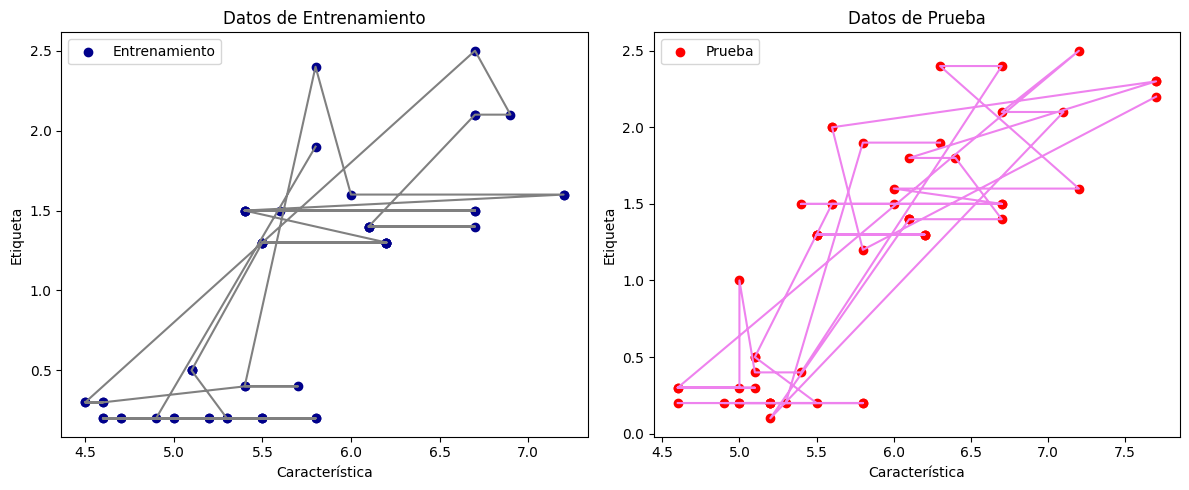 Datos de Entrenamiento
Entrenamiento
2.5
2.0
1.5
1.0
0.5
4.5 5.0 5.5 6.0 6.5 7.0
Etiqueta
Característica
Datos de Prueba
Prueba
2.5
2.0
1.5
1.0
0.5
0.0
4.5 5.0 5.5 6.0 6.5 7.0 7.5
Etiqueta
Característica